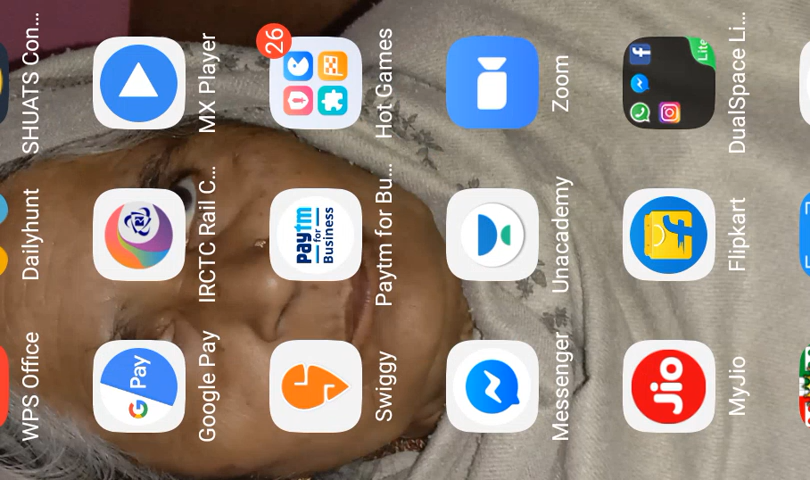 WPS Office Dailyhunt SHUATS Con...
G Pay
Google Pay IRCTC Rail C... MX Player
26
paytm
for
Business
Swiggy Paytm for Bu... Hot Games
Messenger Unacademy Zoom
Lite
Jio
MyJio Flipkart DualSpace Li...